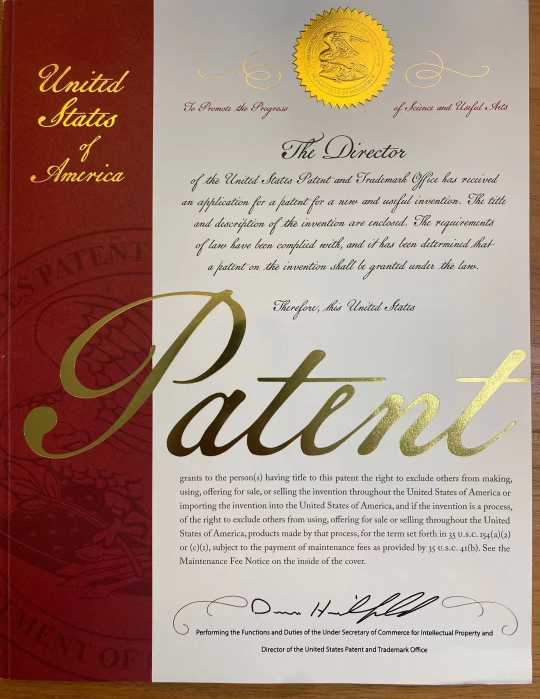 United
States
of
America
To Promote the Progress
of Science and Useful Arts
The Director
of the United States Patent and Trademark Office has received
an application for a patent for a new and useful invention. The title
and description of the invention are enclosed. The requirements
of law have been complied with, and it has been determined that
a patent on the invention shall be granted under the law.
Therefore, this United States
Patent
grants to the person(s) having title to this patent the right to exclude others from making,
using, offering for sale, or selling the invention throughout the United States of America or
importing the invention into the United States of America, and if the invention is a process,
of the right to exclude others from using, offering for sale or selling throughout the United
States of America, products made by that process, for the term set forth in 35 U.S.C. 154(a)(2)
or (c)(1), subject to the payment of maintenance fees as provided by 35 U.S.C. 41(b). See the
Maintenance Fee Notice on the inside of the cover.
Performing the Functions and Duties of the Under Secretary of Commerce for Intellectual Property and
Director of the United States Patent and Trademark Office
ES PATENT
MENT OF